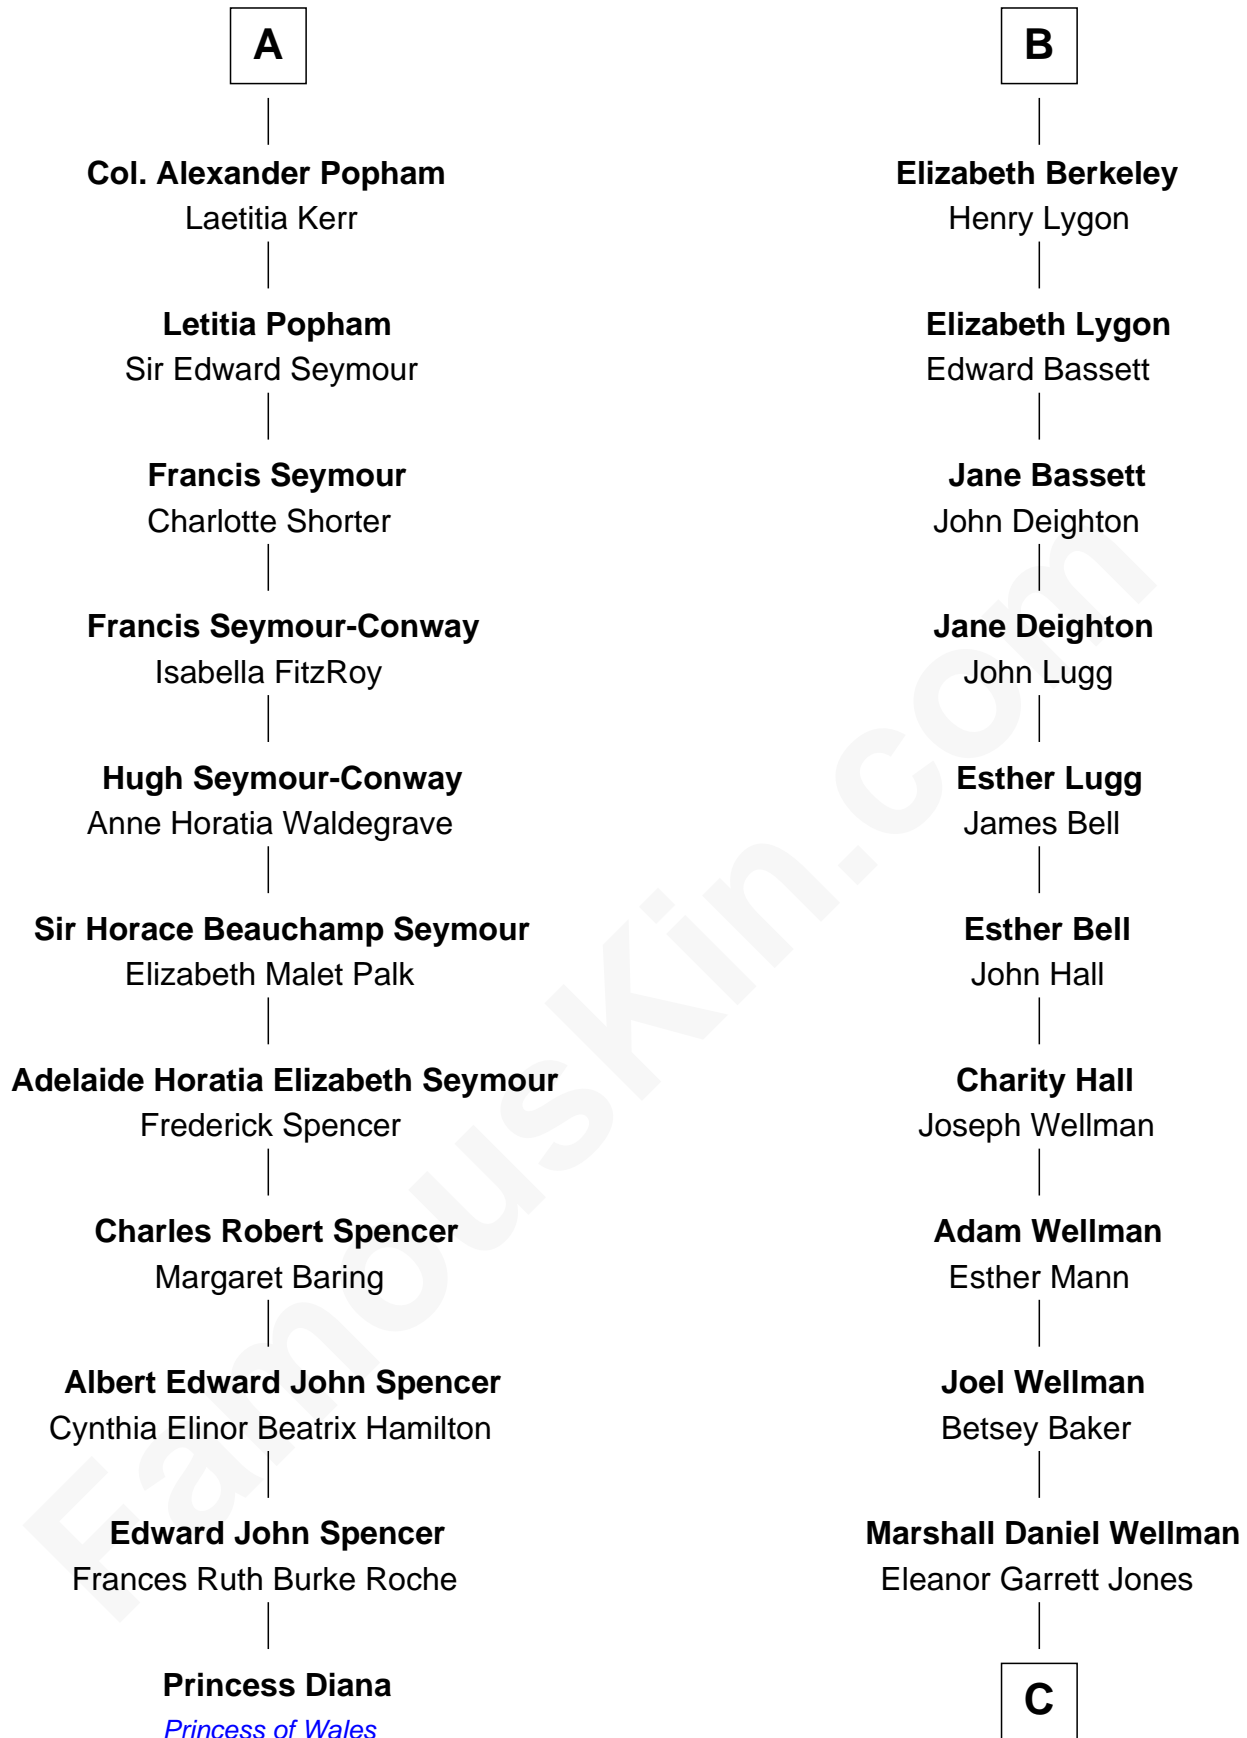 A
Col. Alexander Popham
Laetitia Kerr
Letitia Popham
Sir Edward Seymour
Francis Seymour
Charlotte Shorter
Francis Seymour-Conway
Isabella FitzRoy
Hugh Seymour-Conway
Anne Horatia Waldegrave
Sir Horace Beauchamp Seymour
Elizabeth Malet Palk
Adelaide Horatia Elizabeth Seymour
Frederick Spencer
Charles Robert Spencer
Margaret Baring
Albert Edward John Spencer
Cynthia Elinor Beatrix Hamilton
Edward John Spencer
Frances Ruth Burke Roche
Princess Diana
Princess of Wales
B
Elizabeth Berkeley
Henry Lygon
Elizabeth Lygon
Edward Bassett
Jane Bassett
John Deighton
Jane Deighton
John Lugg
Esther Lugg
James Bell
Esther Bell
John Hall
Charity Hall
Joseph Wellman
Adam Wellman
Esther Mann
Joel Wellman
Betsey Baker
Marshall Daniel Wellman
Eleanor Garrett Jones
C
FamousKin.com